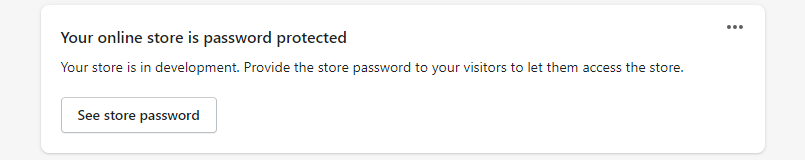 Your online store is password protected
Your store is in development. Provide the store password to your visitors to let them access the store.
See store password